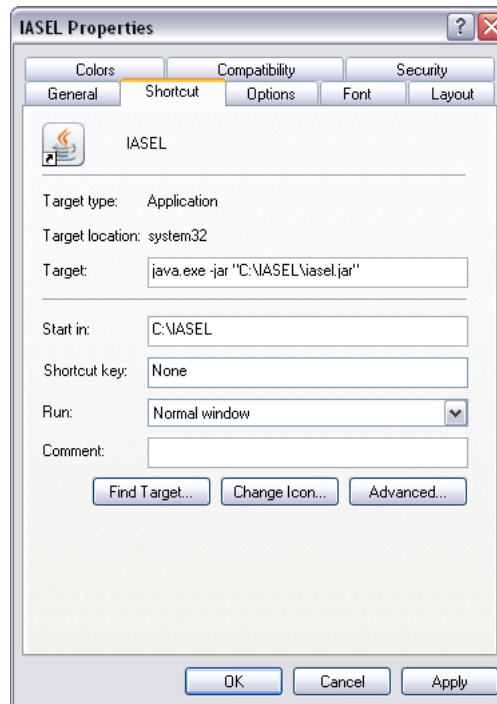 IASEL Properties
?
Colors Compatibility Security
General Shortcut Options Font Layout
IASEL
Target type: Application
Target location: system32
Target: java.exe -jar "C:\IASEL\iasel.jar"
Start in: C:\IASEL
Shortcut key: None
Run: Normal window
Comment:
Find Target... Change Icon... Advanced...
OK Cancel Apply